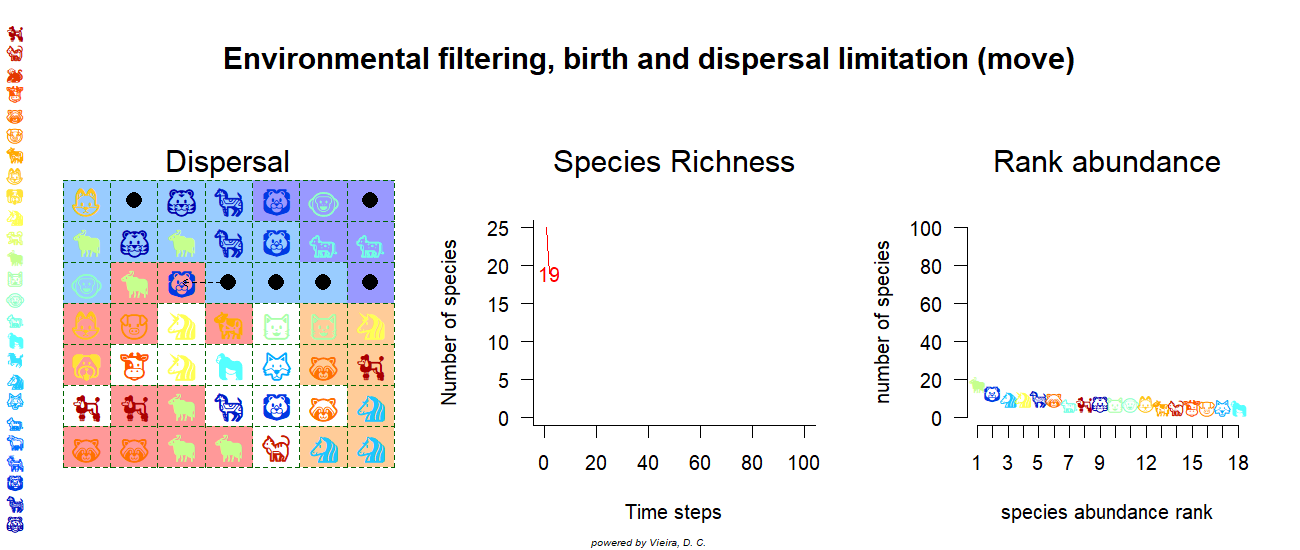 Environmental filtering, birth and dispersal limitation (move)
Dispersal
Species Richness
Rank abundance
Number of species
25
20
15
10
5
0
19
0 20 40 60 80 100
Time steps
number of species
100
80
60
40
20
0
1 3 5 7 9 12 15 18
species abundance rank
powered by Vieira, D. C.